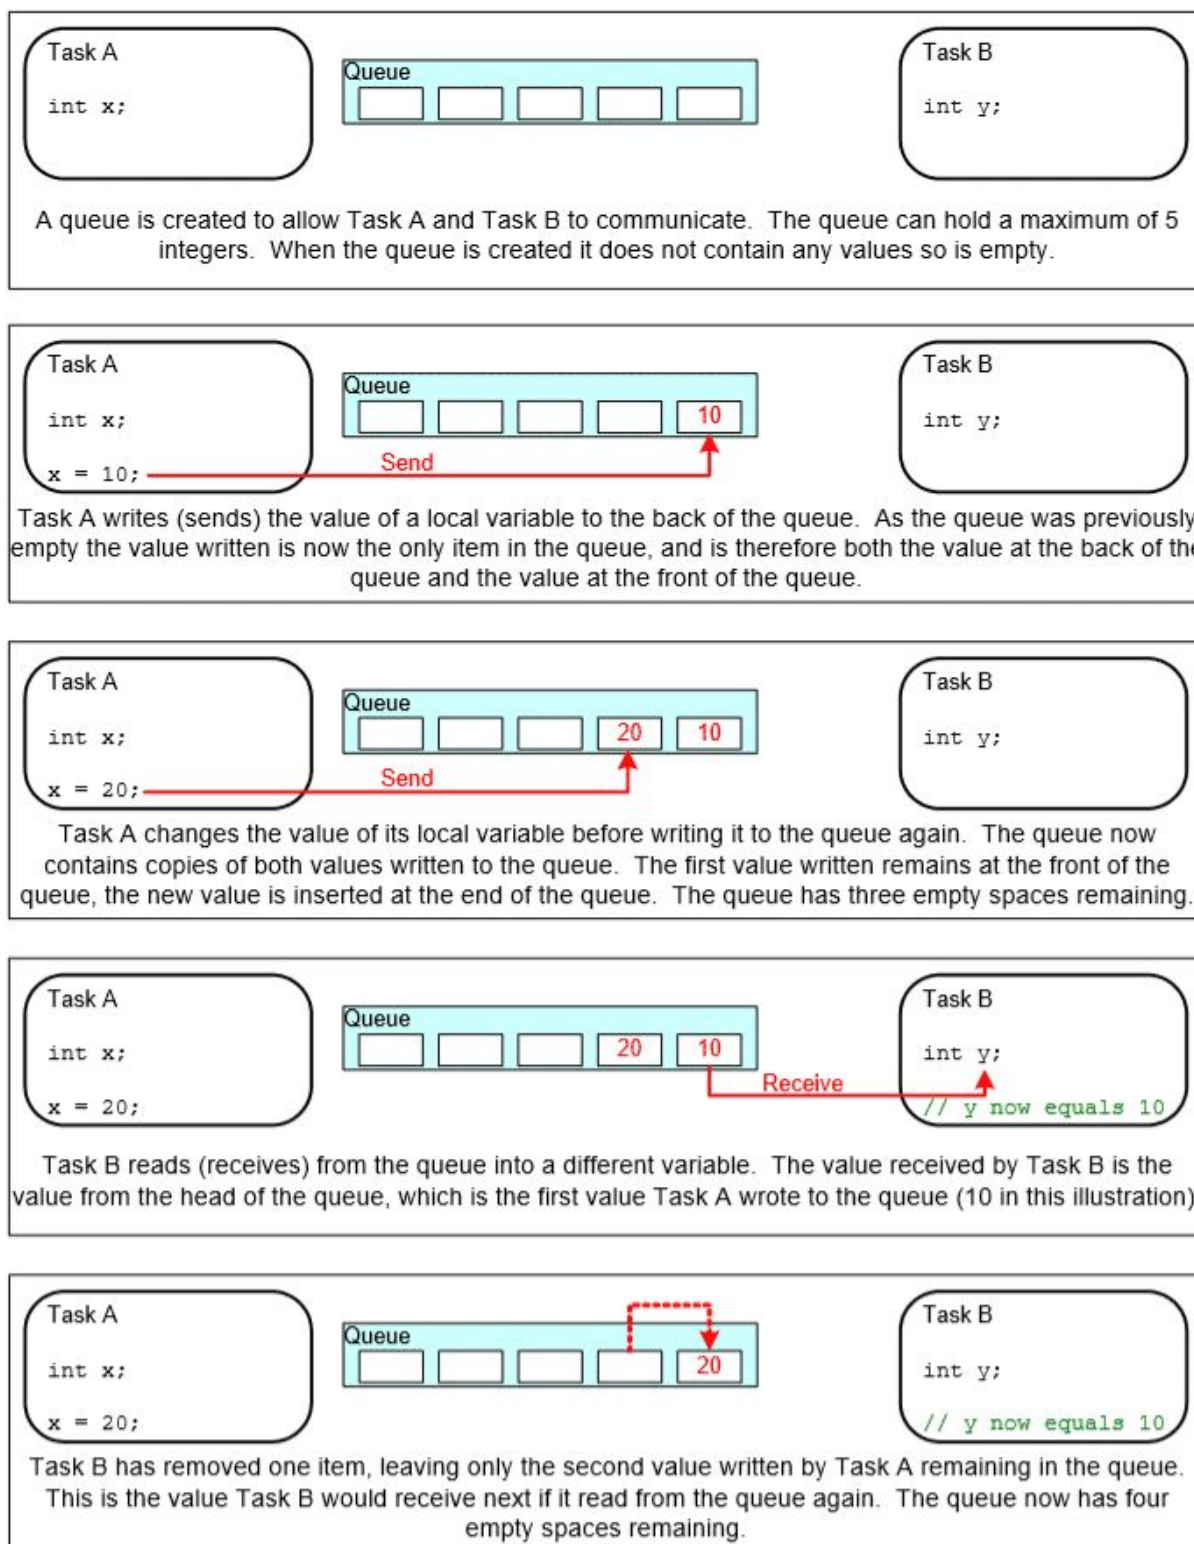 Task A
int x;
Queue
Task B
int y;
A queue is created to allow Task A and Task B to communicate.  The queue can hold a maximum of 5
integers.  When the queue is created it does not contain any values so is empty.
Task A
int x;
x = 10;
Queue
10
Send
Task B
int y;
Task A writes (sends) the value of a local variable to the back of the queue.  As the queue was previously
empty the value written is now the only item in the queue, and is therefore both the value at the back of the
queue and the value at the front of the queue.
Task A
int x;
x = 20;
Queue
20 10
Send
Task B
int y;
Task A changes the value of its local variable before writing it to the queue again.  The queue now
contains copies of both values written to the queue.  The first value written remains at the front of the
queue, the new value is inserted at the end of the queue.  The queue has three empty spaces remaining.
Task A
int x;
x = 20;
Queue
20 10
Receive
Task B
int y;
// y now equals 10
Task B reads (receives) from the queue into a different variable.  The value received by Task B is the
value from the head of the queue, which is the first value Task A wrote to the queue (10 in this illustration)
Task A
int x;
x = 20;
Queue
20
Task B
int y;
// y now equals 10
Task B has removed one item, leaving only the second value written by Task A remaining in the queue.
This is the value Task B would receive next if it read from the queue again.  The queue now has four
empty spaces remaining.